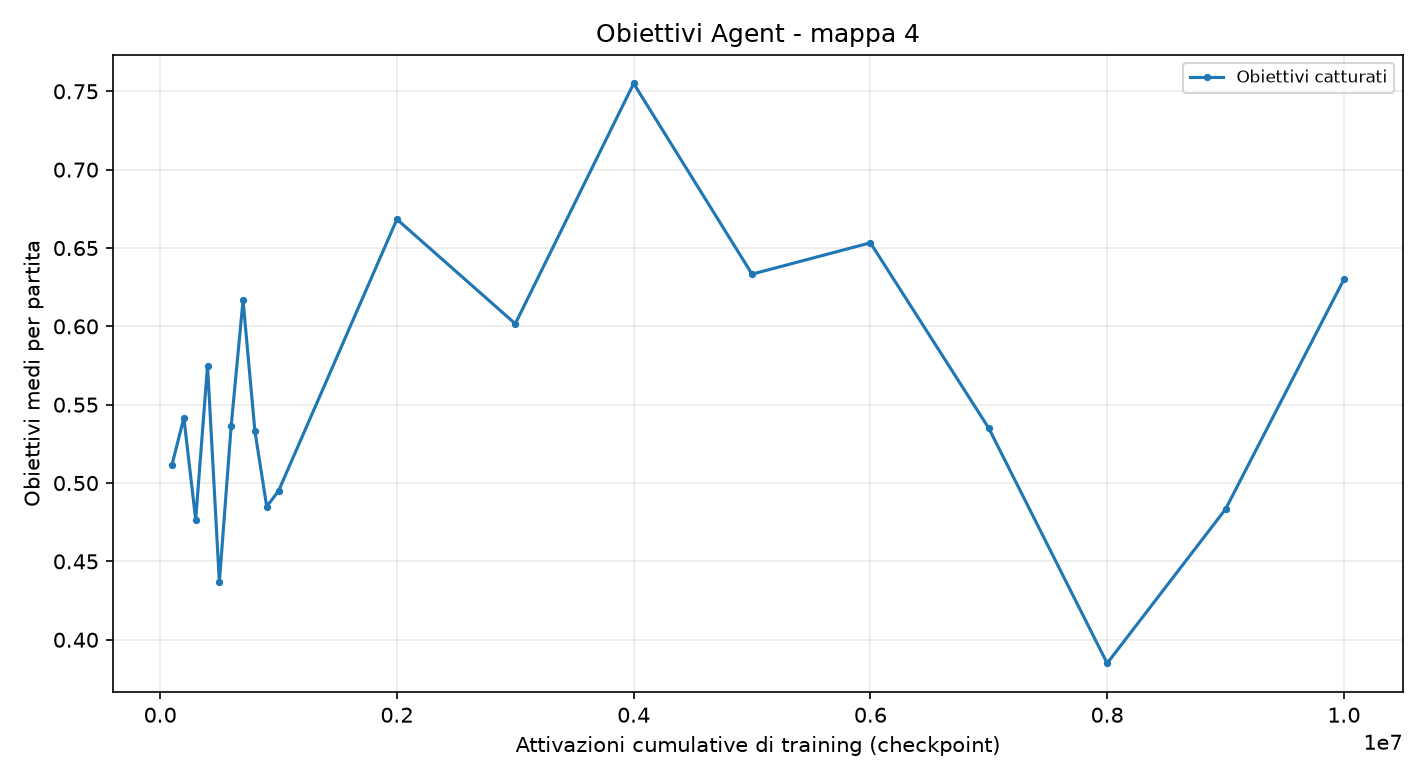 Obiettivi Agent - mappa 4
Obiettivi catturati
Obiettivi medi per partita
0.75
0.70
0.65
0.60
0.55
0.50
0.45
0.40
0.0 0.2 0.4 0.6 0.8 1.0
1e7
Attivazioni cumulative di training (checkpoint)